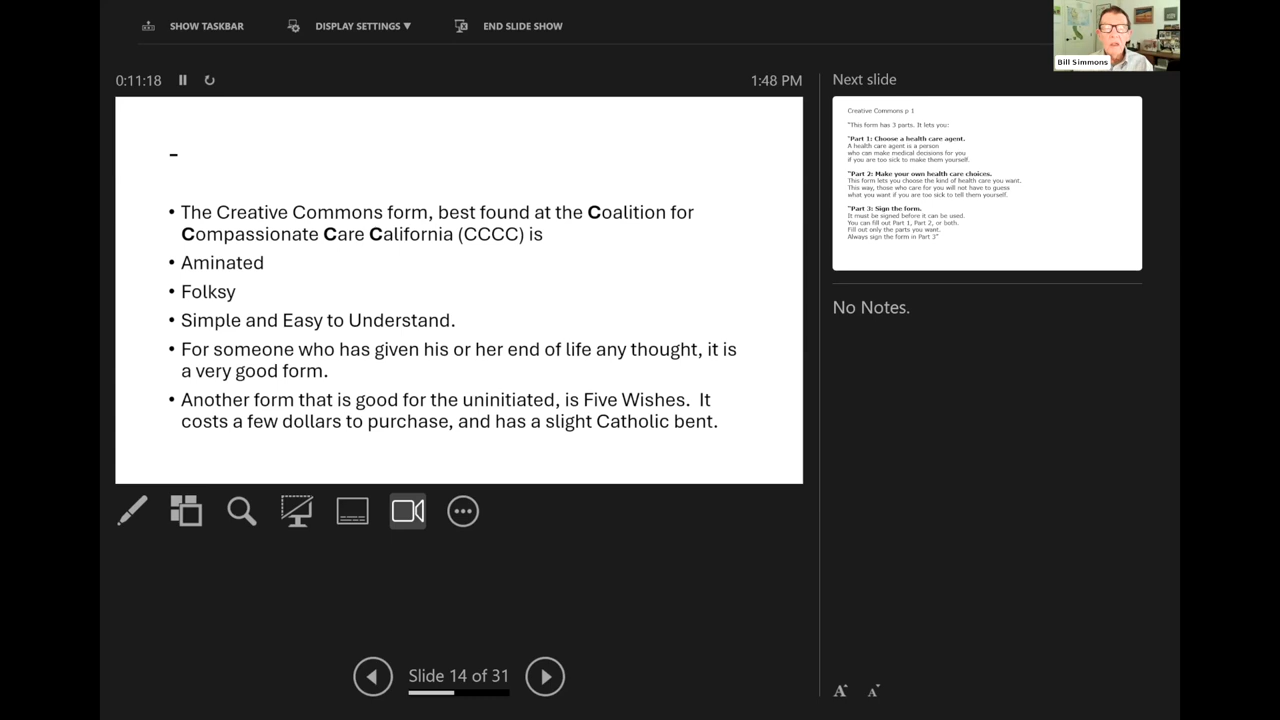 SHOW TASKBAR
DISPLAY SETTINGS ▼
END SLIDE SHOW
Bill Simmons
0:11:18
1:48 PM
Next slide
-
• The Creative Commons form, best found at the Coalition for
Compassionate Care California (CCCC) is
• Aminated
• Folksy
• Simple and Easy to Understand.
• For someone who has given his or her end of life any thought, it is
a very good form.
• Another form that is good for the uninitiated, is Five Wishes. It
costs a few dollars to purchase, and has a slight Catholic bent.
Creative Commons p 1
"This form has 3 parts. It lets you:
"Part 1: Choose a health care agent.
A health care agent is a person
who can make medical decisions for you
if you are too sick to make them yourself.
"Part 2: Make your own health care choices.
This form lets you choose the kind of health care you want.
This way, those who care for you will not have to guess
what you want if you are too sick to tell them yourself.
"Part 3: Sign the form.
It must be signed before it can be used.
You can fill out Part 1, Part 2, or both.
Fill out only the parts you want.
Always sign the form in Part 3"
No Notes.
Slide 14 of 31
A A